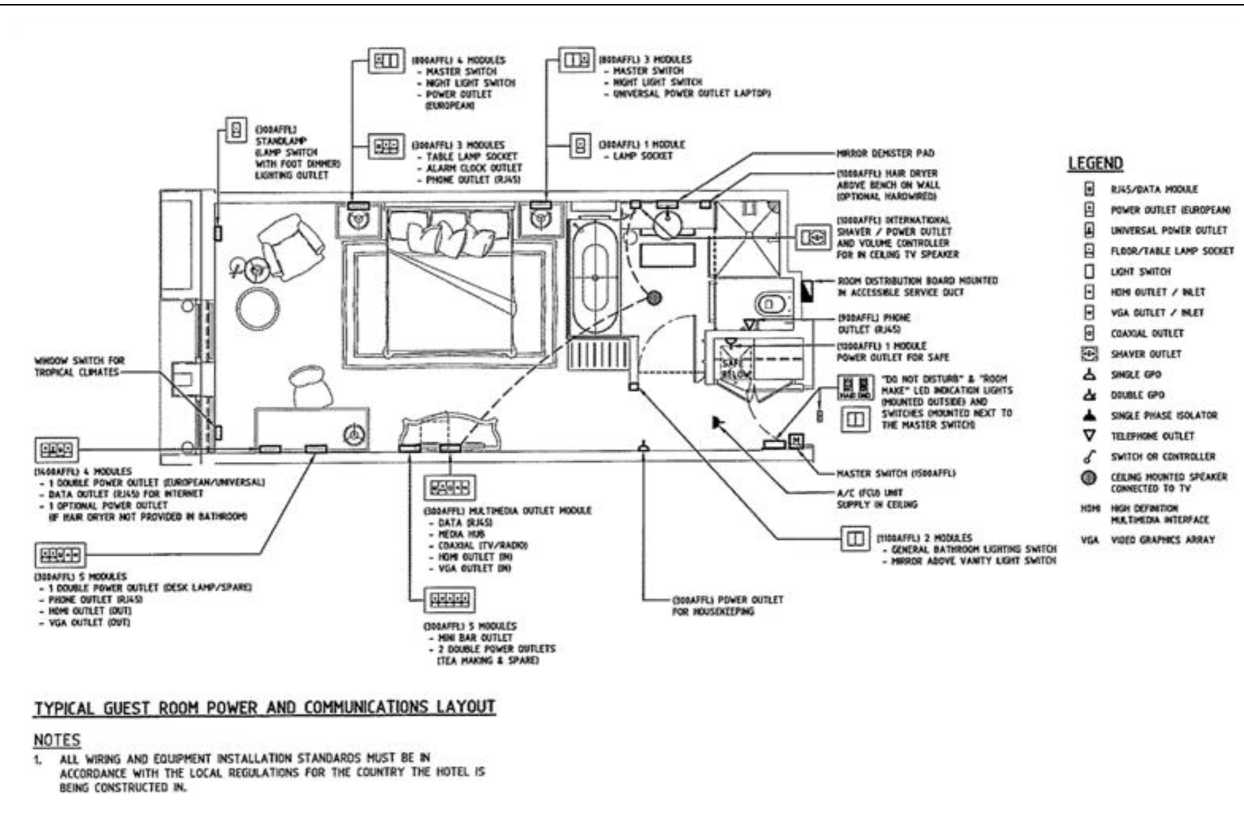 (800AFFL) 4 MODULES
- MASTER SWITCH
- NIGHT LIGHT SWITCH
- POWER OUTLET
(EUROPEAN)
(800AFFL) 3 MODULES
- MASTER SWITCH
- NIGHT LIGHT SWITCH
- UNIVERSAL POWER OUTLET (LAPTOP)
(300AFFL)
STANDLAMP
(LAMP SWITCH
WITH FOOT DIMMER)
LIGHTING OUTLET
(300AFFL) 3 MODULES
- TABLE LAMP SOCKET
- ALARM CLOCK OUTLET
- PHONE OUTLET (RJ45)
(300AFFL) 1 MODULE
- LAMP SOCKET
MIRROR DEMISTER PAD
(1000AFFL) HAIR DRYER
ABOVE BENCH ON WALL
(OPTIONAL HARDWIRED)
(1000AFFL) INTERNATIONAL
SHAVER / POWER OUTLET
AND VOLUME CONTROLLER
FOR IN CEILING TV SPEAKER
ROOM DISTRIBUTION BOARD MOUNTED
IN ACCESSIBLE SERVICE DUCT
(900AFFL) PHONE
OUTLET (RJ45)
(1300AFFL) 1 MODULE
POWER OUTLET FOR SAFE
SAFE
BELOW
"DO NOT DISTURB" & "ROOM
MAKE" LED INDICATION LIGHTS
(MOUNTED OUTSIDE) AND
SWITCHES (MOUNTED NEXT TO
THE MASTER SWITCH)
M
MASTER SWITCH (1500AFFL)
A/C (FCU) UNIT
SUPPLY IN CEILING
(1100AFFL) 2 MODULES
- GENERAL BATHROOM LIGHTING SWITCH
- MIRROR ABOVE VANITY LIGHT SWITCH
WINDOW SWITCH FOR
TROPICAL CLIMATES
(1400AFFL) 4 MODULES
- 1 DOUBLE POWER OUTLET (EUROPEAN/UNIVERSAL)
- DATA OUTLET (RJ45) FOR INTERNET
- 1 OPTIONAL POWER OUTLET
(IF HAIR DRYER NOT PROVIDED IN BATHROOM)
(300AFFL) 5 MODULES
- 1 DOUBLE POWER OUTLET (DESK LAMP/SPARE)
- PHONE OUTLET (RJ45)
- HDMI OUTLET (OUT)
- VGA OUTLET (OUT)
(300AFFL) MULTIMEDIA OUTLET MODULE
- DATA (RJ45)
- MEDIA HUB
- COAXIAL (TV/RADIO)
- HDMI OUTLET (IN)
- VGA OUTLET (IN)
(300AFFL) 5 MODULES
- MINI BAR OUTLET
- 2 DOUBLE POWER OUTLETS
(TEA MAKING & SPARE)
(300AFFL) POWER OUTLET
FOR HOUSEKEEPING
LEGEND
RJ45/DATA MODULE
POWER OUTLET (EUROPEAN)
UNIVERSAL POWER OUTLET
FLOOR/TABLE LAMP SOCKET
LIGHT SWITCH
HDMI OUTLET / INLET
VGA OUTLET / INLET
COAXIAL OUTLET
SHAVER OUTLET
SINGLE GPO
DOUBLE GPO
SINGLE PHASE ISOLATOR
TELEPHONE OUTLET
SWITCH OR CONTROLLER
CEILING MOUNTED SPEAKER
CONNECTED TO TV
HDMI HIGH DEFINITION
MULTIMEDIA INTERFACE
VGA VIDEO GRAPHICS ARRAY
TYPICAL GUEST ROOM POWER AND COMMUNICATIONS LAYOUT
NOTES
1. ALL WIRING AND EQUIPMENT INSTALLATION STANDARDS MUST BE IN
ACCORDANCE WITH THE LOCAL REGULATIONS FOR THE COUNTRY THE HOTEL IS
BEING CONSTRUCTED IN.